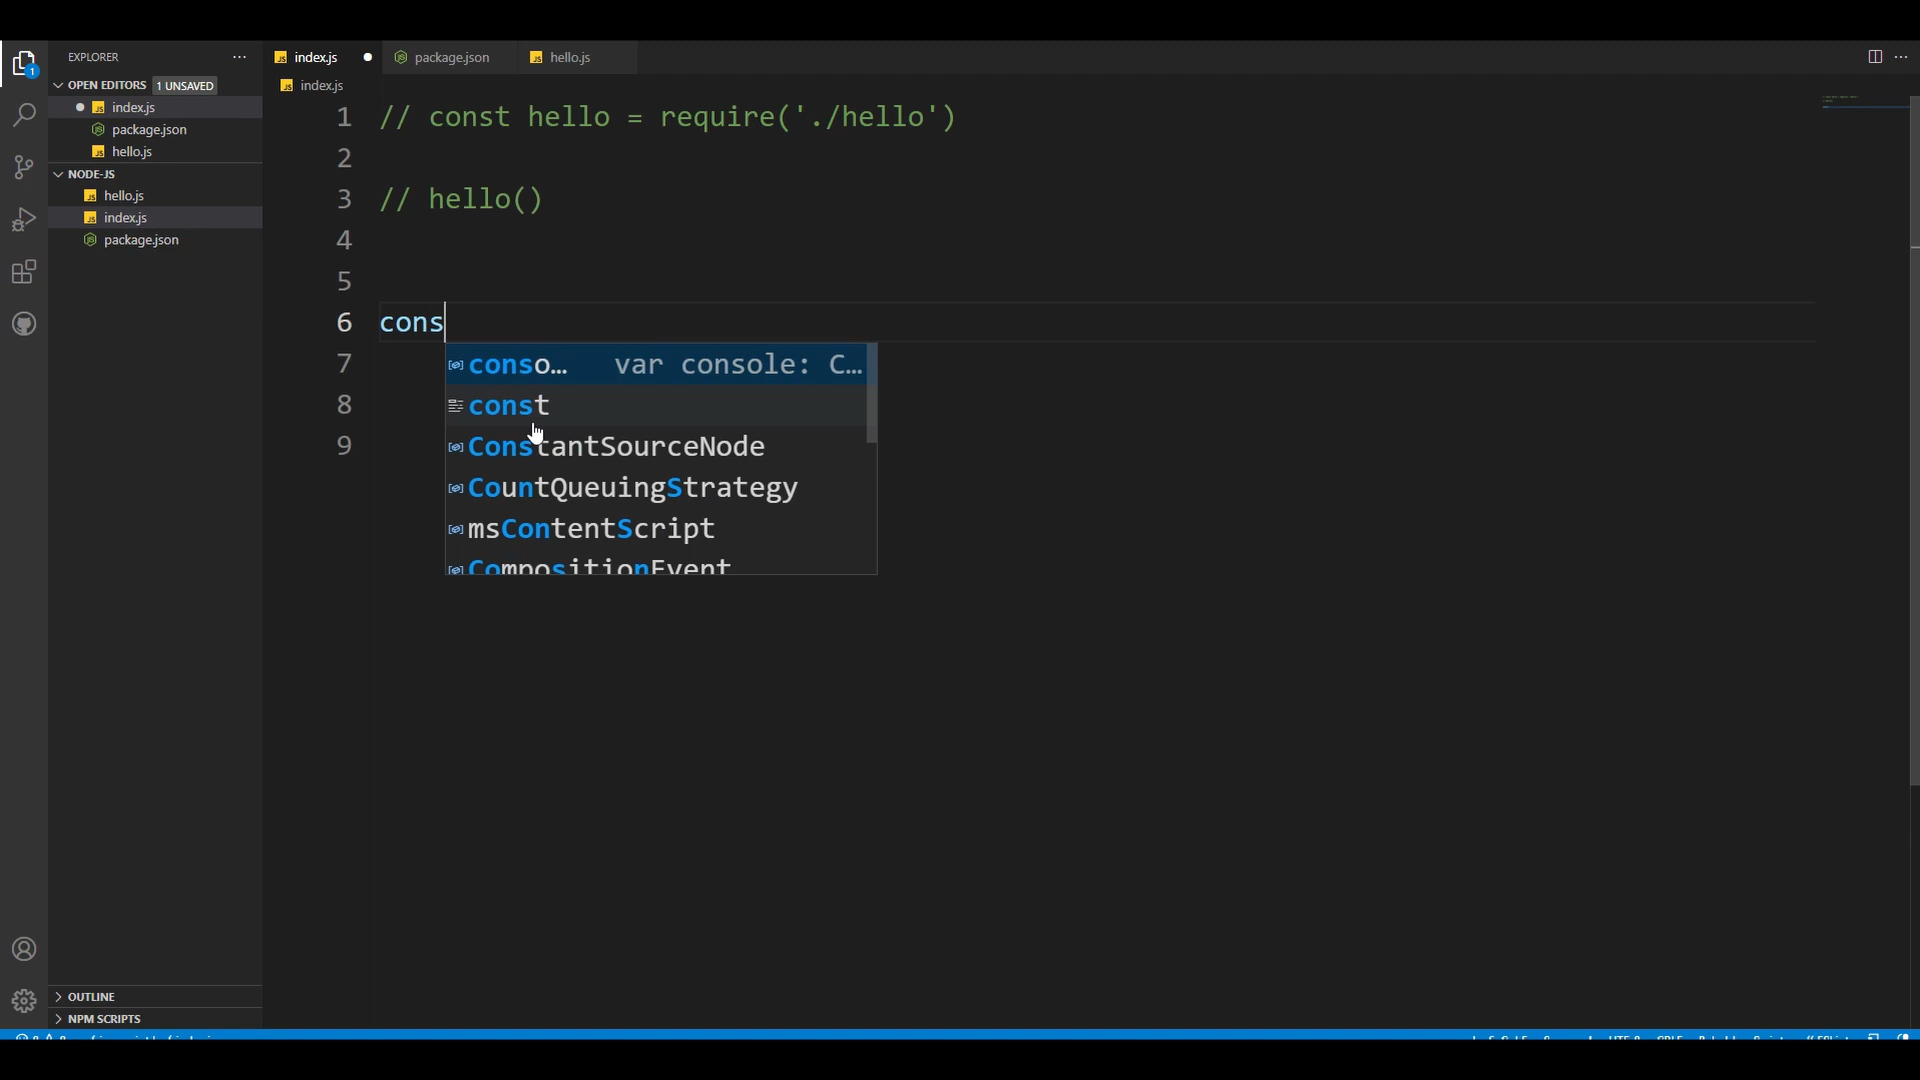 EXPLORER
index.js
package.json
hello.js
OPEN EDITORS 1 UNSAVED
index.js
package.json
hello.js
NODE-JS
hello.js
index.js
package.json
OUTLINE
NPM SCRIPTS
1
index.js
1 // const hello = require('./hello')
2
3 // hello()
4
5
6 cons
7
8
9
conso... var console: C...
const
ConstantSourceNode
CountQueuingStrategy
msContentScript
CompositionEvent